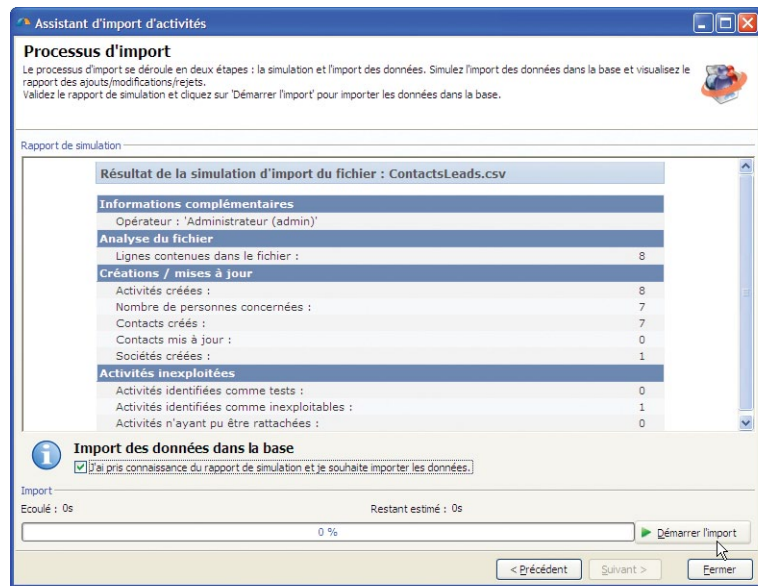 Assistant d'import d'activités
Processus d'import
Le processus d'import se déroule en deux étapes : la simulation et l'import des données. Simulez l'import des données dans la base et visualisez le
rapport des ajouts/modifications/rejets.
Validez le rapport de simulation et cliquez sur 'Démarrer l'import' pour importer les données dans la base.
Rapport de simulation
Résultat de la simulation d'import du fichier : ContactsLeads.csv
Informations complémentaires
Opérateur : 'Administrateur (admin)'
Analyse du fichier
Lignes contenues dans le fichier : 8
Créations / mises à jour
Activités créées : 8
Nombre de personnes concernées : 7
Contacts créés : 7
Contacts mis à jour : 0
Sociétés créées : 1
Activités inexploitées
Activités identifiées comme tests : 0
Activités identifiées comme inexploitables : 1
Activités n'ayant pu être rattachées : 0
Import des données dans la base
J'ai pris connaissance du rapport de simulation et je souhaite importer les données.
Import
Ecoulé : 0s Restant estimé : 0s
0 % Démarrer l'import
< Précédent Suivant > Fermer